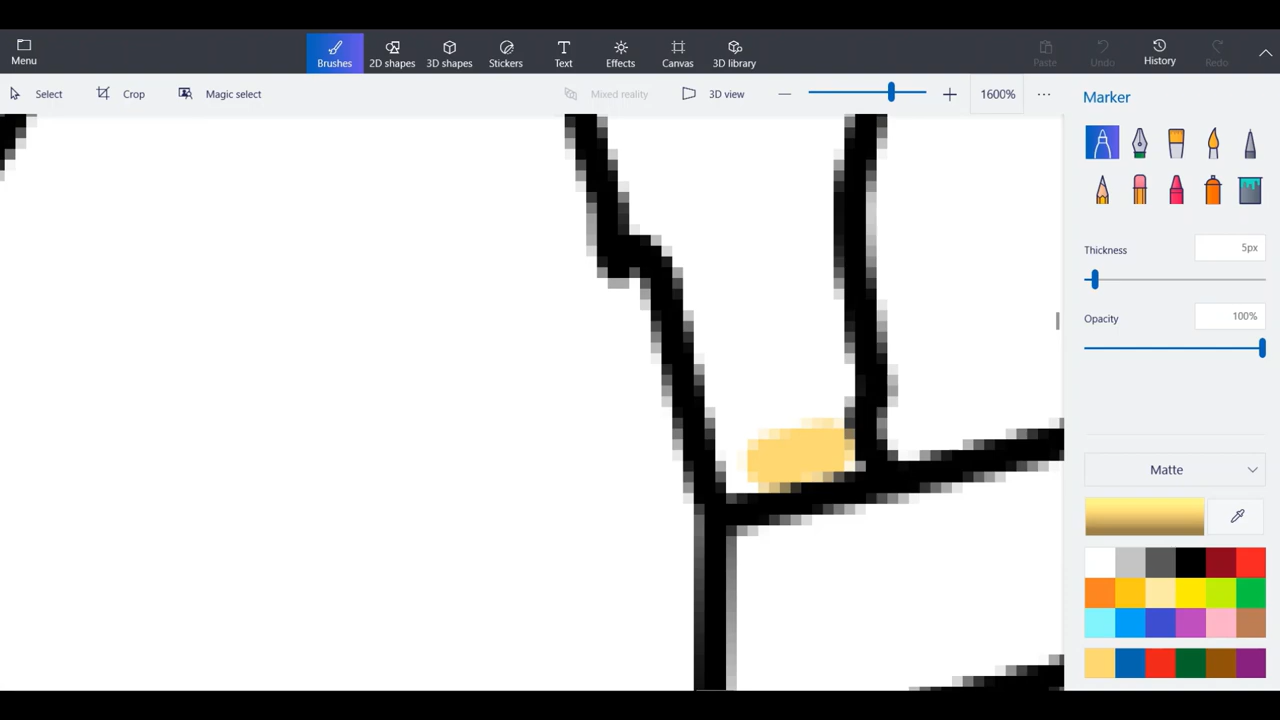 Menu
Brushes 2D shapes 3D shapes Stickers Text Effects Canvas 3D library Paste Undo History Redo
Select Crop Magic select Mixed reality 3D view 1600%
Marker
Thickness 5px
Opacity 100%
Matte